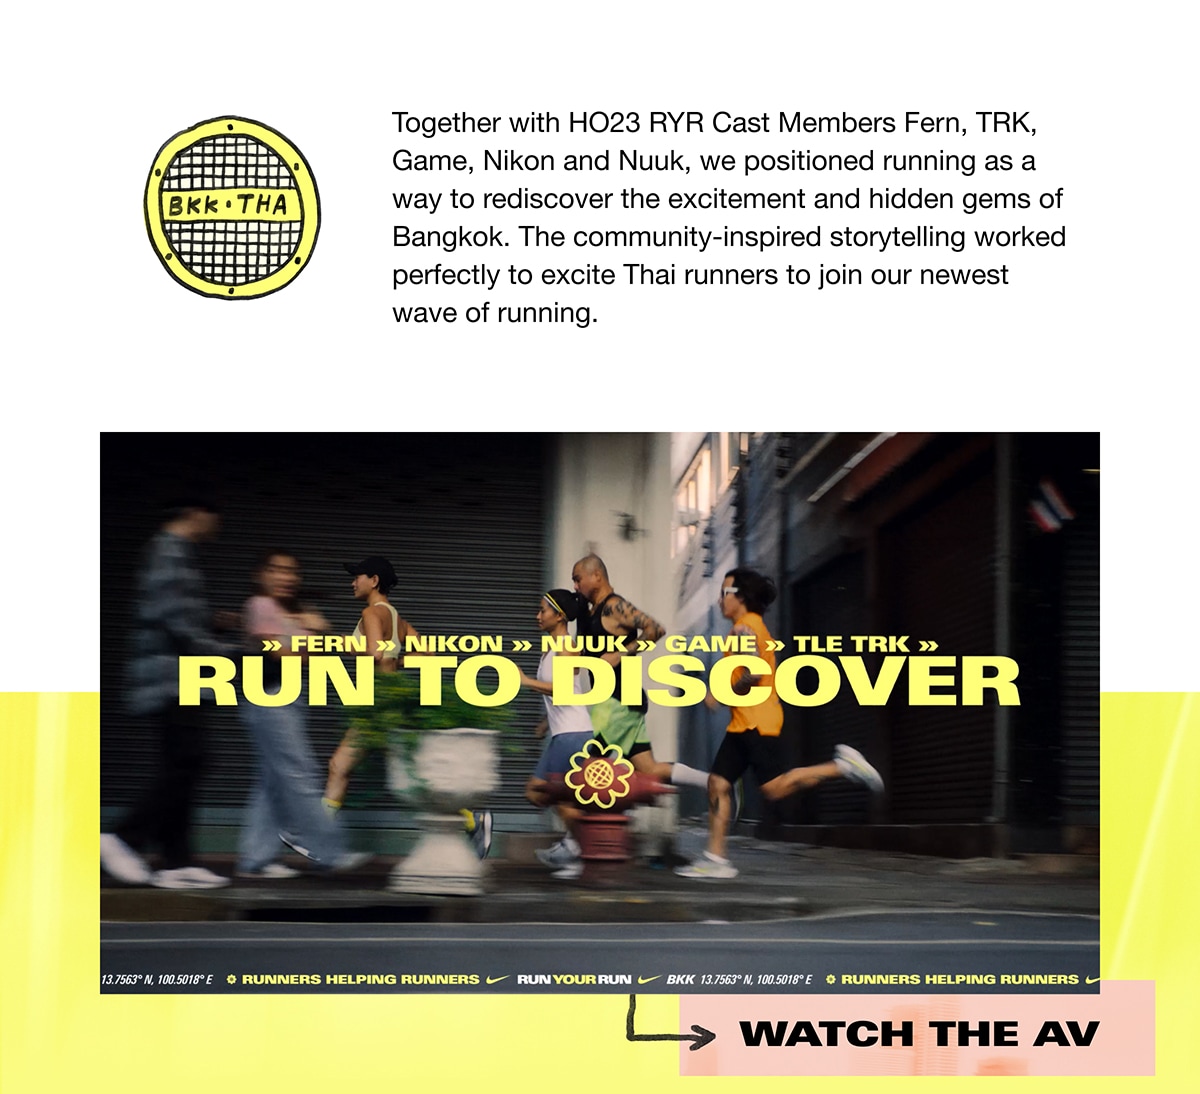 BKK • THA
Together with HO23 RYR Cast Members Fern, TRK,
Game, Nikon and Nuuk, we positioned running as a
way to rediscover the excitement and hidden gems of
Bangkok. The community-inspired storytelling worked
perfectly to excite Thai runners to join our newest
wave of running.
» FERN » NIKON » NUUK » GAME » TLE TRK »
RUN TO DISCOVER
13.7563° N, 100.5018° E RUNNERS HELPING RUNNERS RUN YOUR RUN BKK 13.7563° N, 100.5018° E RUNNERS HELPING RUNNERS
WATCH THE AV